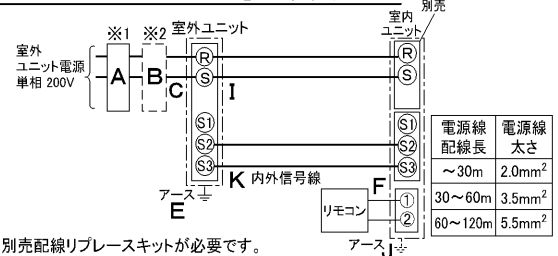 別売
※1 ※2 室外ユニット
室内
ユニット
室外
ユニット電源
単相 200V
A B C I
R
S
R
S
S1
S2
S3
S1
S2
S3
K 内外信号線
アース
E
F
リモコン
①
②
アース
J
電源線
配線長
電源線
太さ
～30m 2.0mm²
30～60m 3.5mm²
60～120m 5.5mm²
別売配線リプレースキットが必要です。